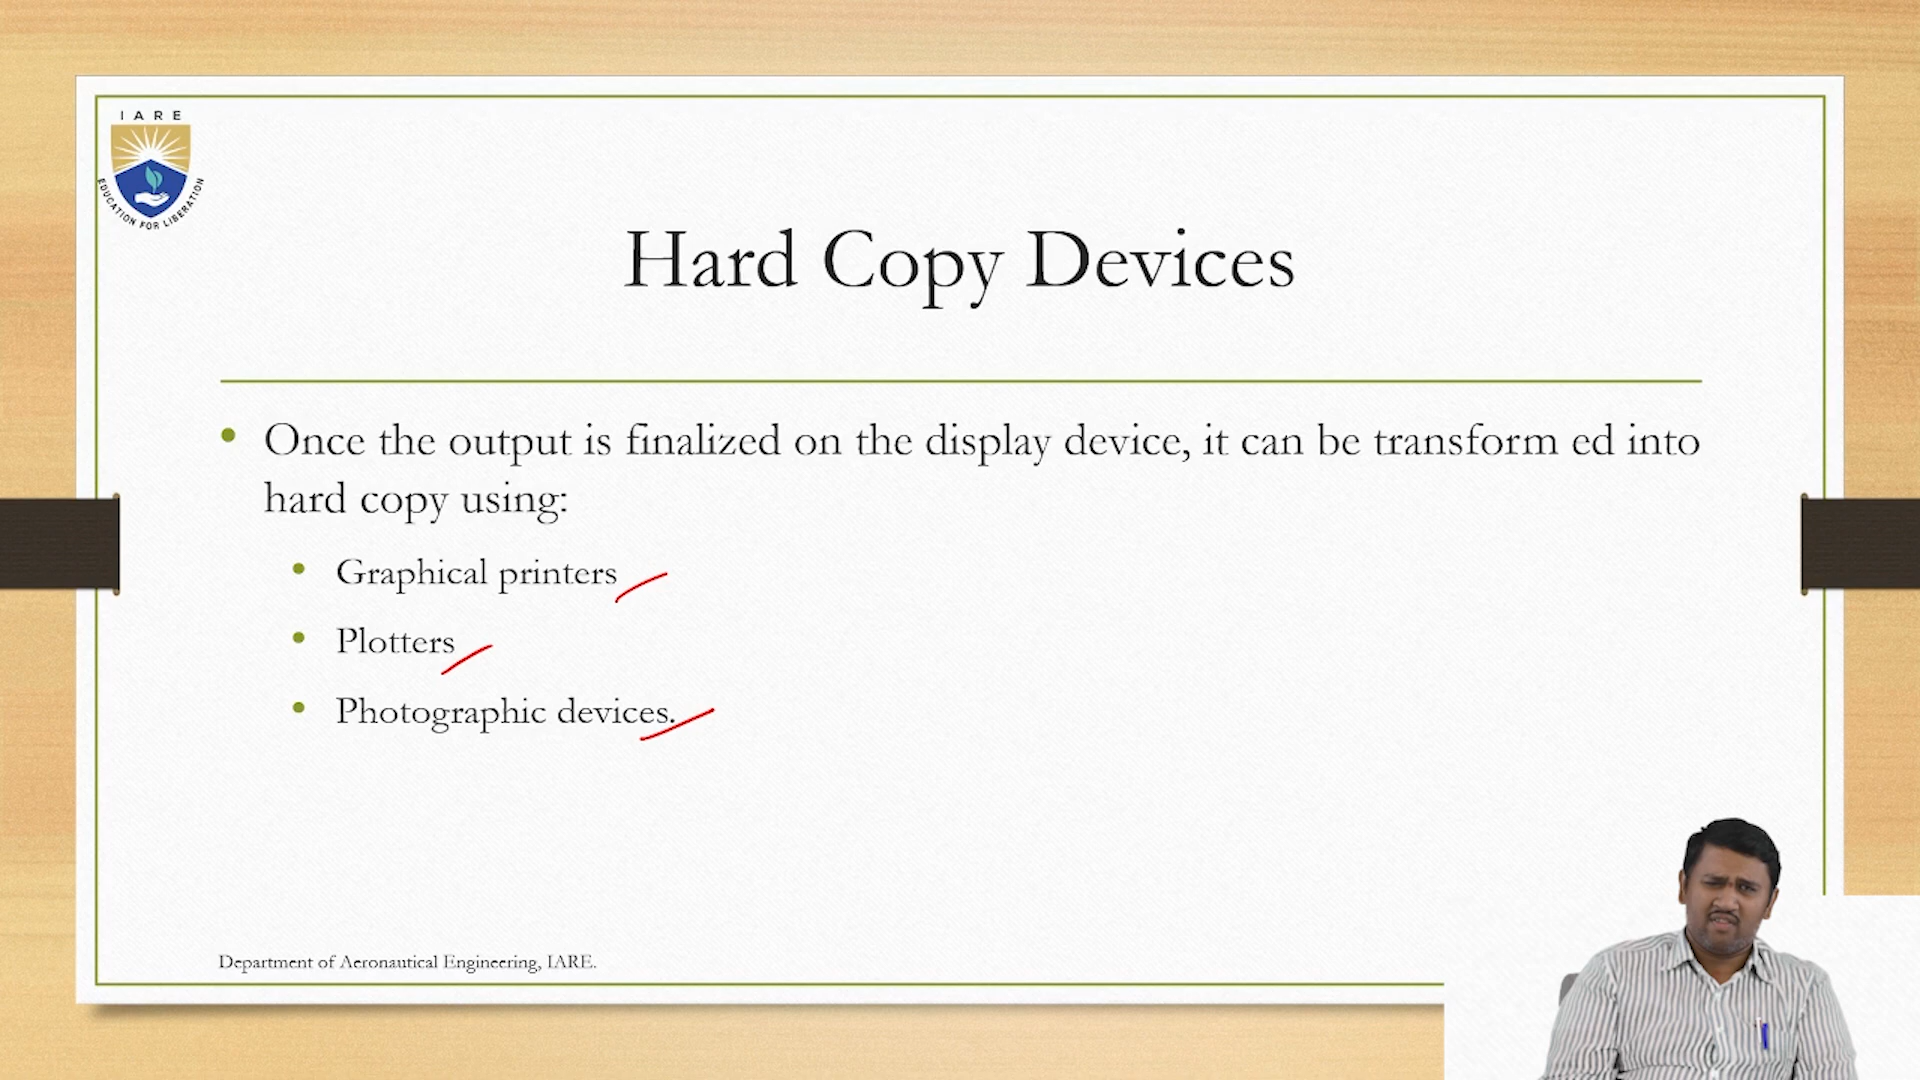 IARE
EDUCATION FOR LIBERATION
Hard Copy Devices
Once the output is finalized on the display device, it can be transform ed into
hard copy using:
Graphical printers
Plotters
Photographic devices.
Department of Aeronautical Engineering, IARE.